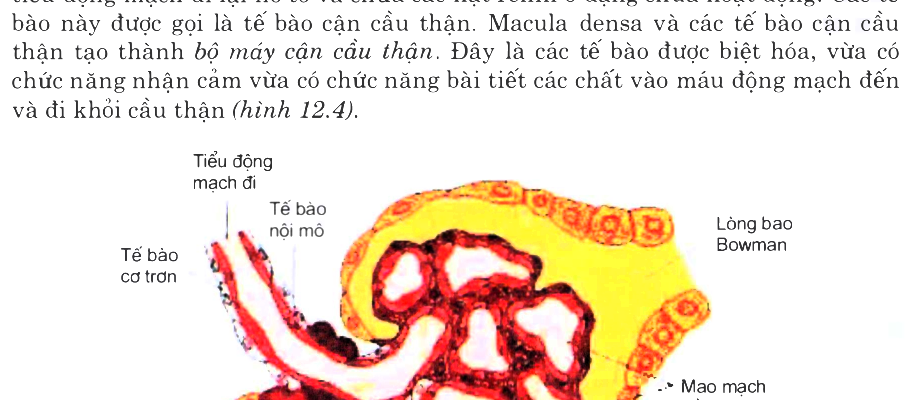 bào này được gọi là tế bào cận cầu thận. Macula densa và các tế bào cận cầu
thận tạo thành bộ máy cận cầu thận. Đây là các tế bào được biệt hóa, vừa có
chức năng nhận cảm vừa có chức năng bài tiết các chất vào máu động mạch đến
và đi khỏi cầu thận (hình 12.4).
Tiểu động
mạch đi
Tế bào
nội mô
Lòng bao
Bowman
Tế bào
cơ trơn
Mao mạch